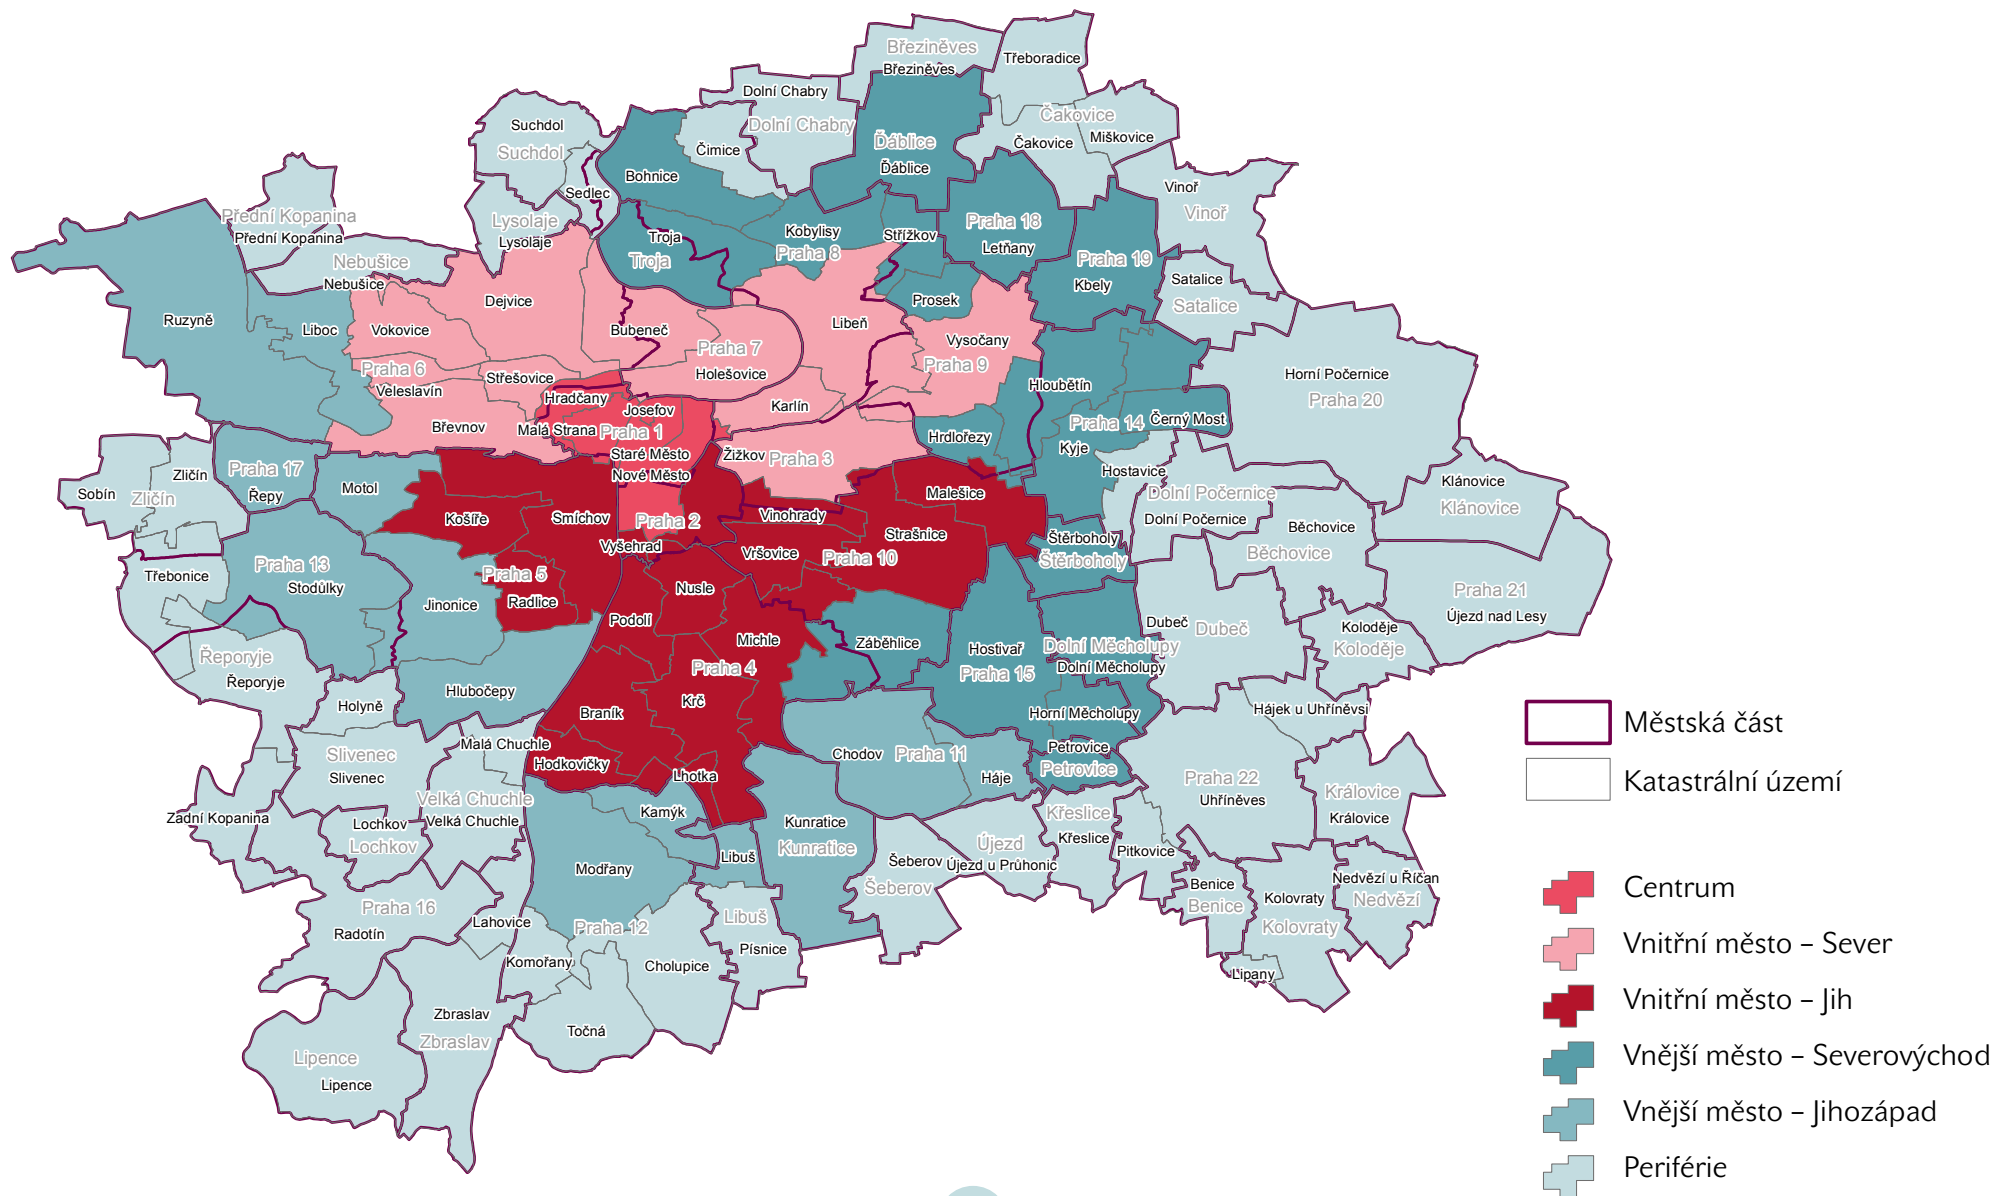 Březiněves
Březiněves
Třeboradice
Dolní Chabry
Dolní Chabry
Čakovice
Čakovice
Miškovice
Suchdol
Suchdol
Čimice
Ďáblice
Ďáblice
Bohnice
Sedlec
Vinoř
Vinoř
Přední Kopanina
Přední Kopanina
Lysolaje
Lysolaje
Troja
Troja
Kobylisy
Praha 8
Střížkov
Praha 18
Letňany
Praha 19
Kbely
Nebušice
Nebušice
Satalice
Satalice
Dejvice
Prosek
Ruzyně
Liboc
Vokovice
Bubeneč
Libeň
Vysočany
Praha 7
Holešovice
Praha 9
Praha 6
Veleslavín
Střešovice
Hloubětín
Horní Počernice
Praha 20
Hradčany
Josefov
Karlín
Břevnov
Malá Strana
Praha 1
Praha 14
Černý Most
Hrdlořezy
Kyje
Staré Město
Žižkov
Praha 3
Nové Město
Hostavice
Zličín
Zličín
Sobín
Praha 17
Řepy
Motol
Malešice
Dolní Počernice
Dolní Počernice
Klánovice
Klánovice
Košíře
Smíchov
Praha 2
Vinohrady
Strašnice
Běchovice
Běchovice
Vyšehrad
Vršovice
Praha 10
Štěrboholy
Štěrboholy
Třebonice
Praha 13
Stodůlky
Praha 5
Radlice
Jinonice
Nusle
Podolí
Praha 21
Újezd nad Lesy
Michle
Záběhlice
Hostivař
Praha 15
Dubeč
Dubeč
Koloděje
Koloděje
Dolní Měcholupy
Dolní Měcholupy
Řeporyje
Řeporyje
Praha 4
Krč
Hlubočepy
Holyně
Braník
Horní Měcholupy
Hájek u Uhříněvsi
Malá Chuchle
Slivenec
Slivenec
Hodkovičky
Lhotka
Chodov
Praha 11
Háje
Petrovice
Petrovice
Praha 22
Uhříněves
Královice
Královice
Velká Chuchle
Velká Chuchle
Zadní Kopanina
Lochkov
Lochkov
Kamýk
Kunratice
Kunratice
Křeslice
Křeslice
Pitkovice
Újezd
Újezd u Průhonic
Šeberov
Šeberov
Libuš
Modřany
Benice
Benice
Kolovraty
Kolovraty
Nedvězí u Říčan
Nedvězí
Praha 16
Radotín
Lahovice
Praha 12
Libuš
Písnice
Komořany
Cholupice
Lipany
Točná
Zbraslav
Zbraslav
Lipence
Lipence
Městská část
Katastrální území
Centrum
Vnitřní město – Sever
Vnitřní město – Jih
Vnější město – Severovýchod
Vnější město – Jihozápad
Periférie